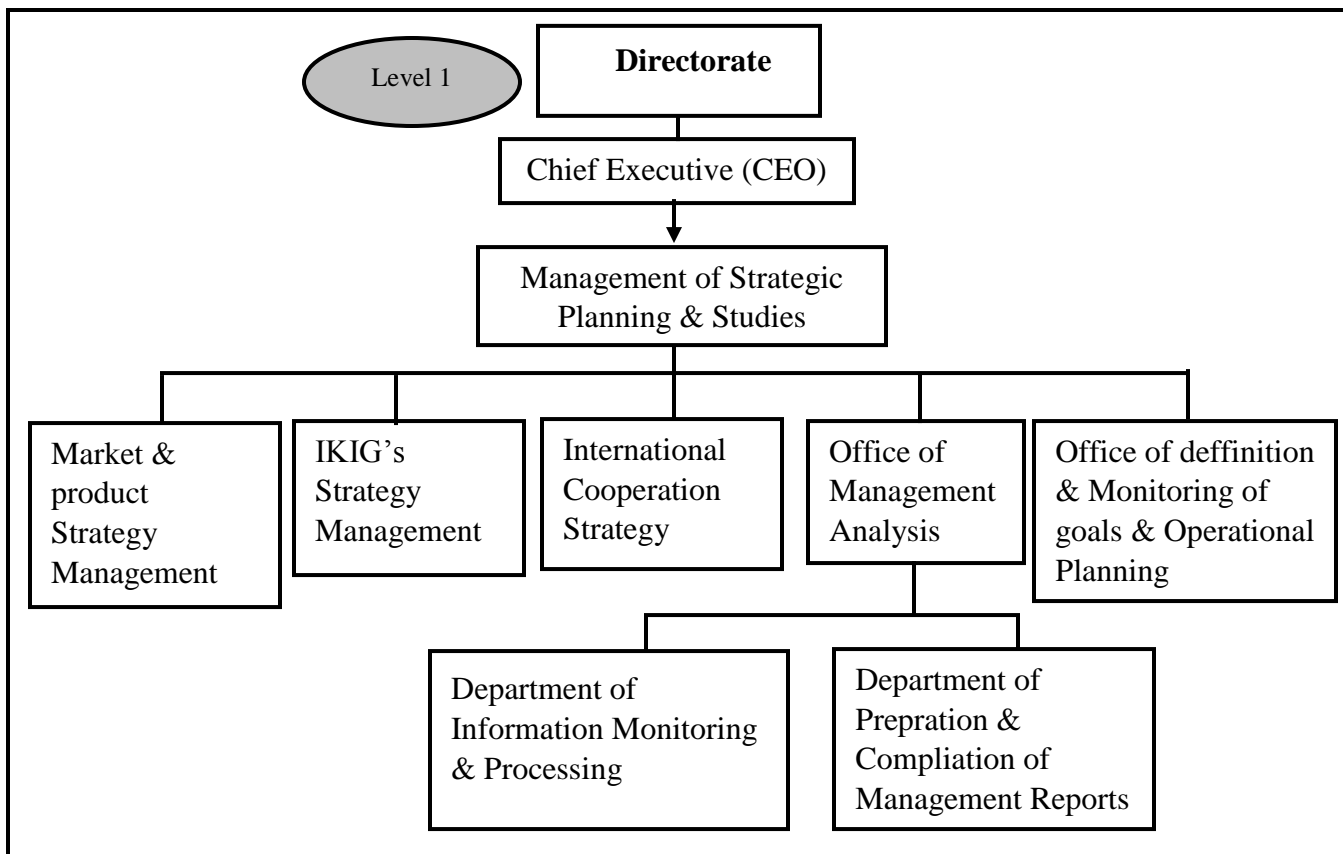 Level 1
Directorate
Chief Executive (CEO)
Management of Strategic
Planning & Studies
Market &
product
Strategy
Management
IKIG’s
Strategy
Management
International
Cooperation
Strategy
Office of
Management
Analysis
Office of deffinition
& Monitoring of
goals & Operational
Planning
Department of
Information Monitoring
& Processing
Department of
Prepration &
Compliation of
Management Reports